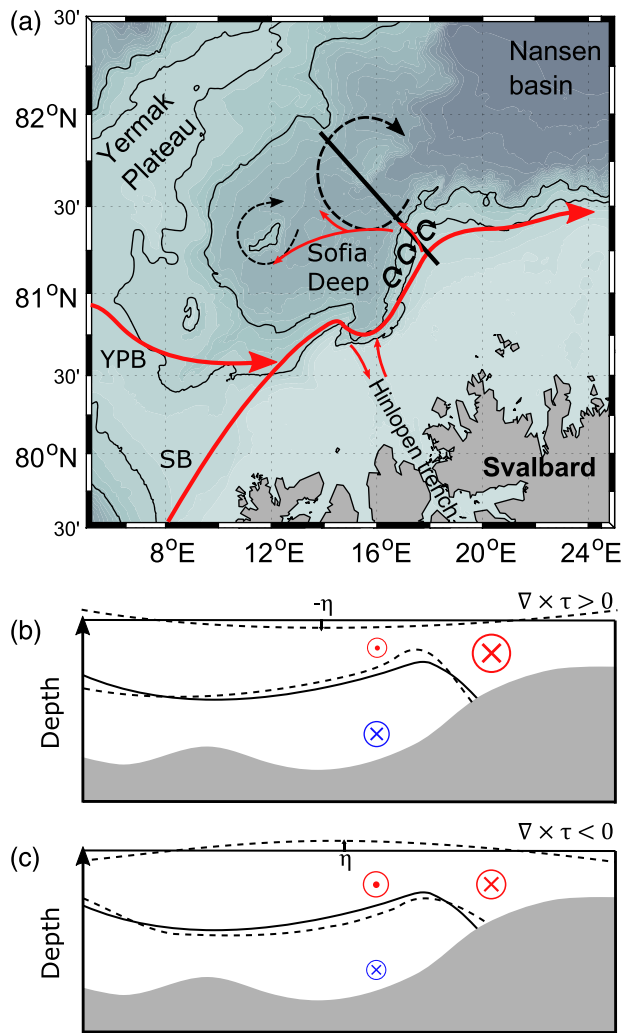 (a)
30'
82°N
30'
81°N
30'
80°N
30'
Yermak
Plateau
Nansen
basin
Sofia
Deep
YPB
SB
Hinlopen trench
Svalbard
8°E
12°E
16°E
20°E
24°E
(b)
-η
∇ × τ > 0
Depth
(c)
η
∇ × τ < 0
Depth